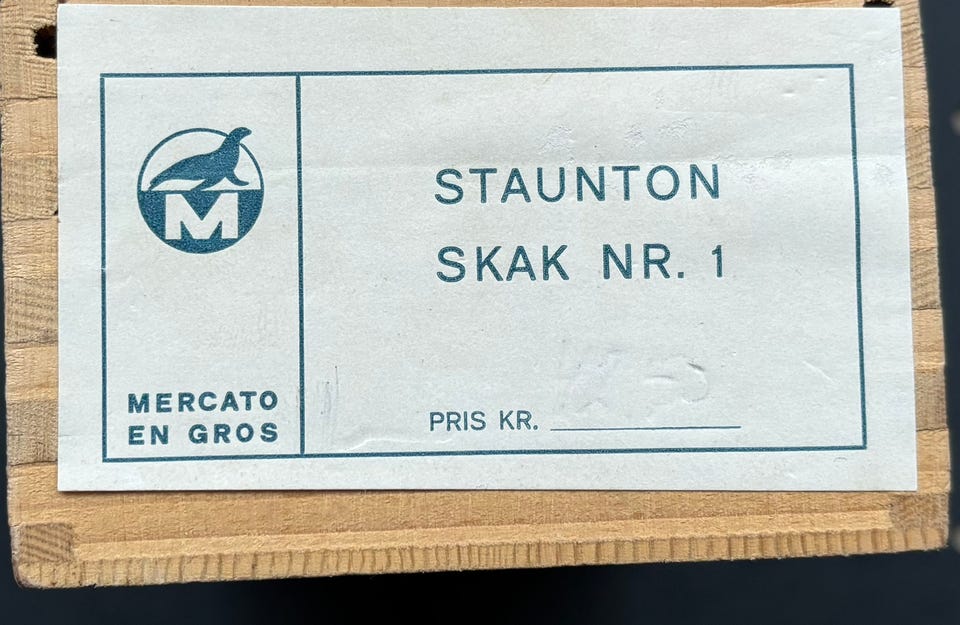 M
MERCATO
EN GROS
STAUNTON
SKAK NR. 1
PRIS KR.